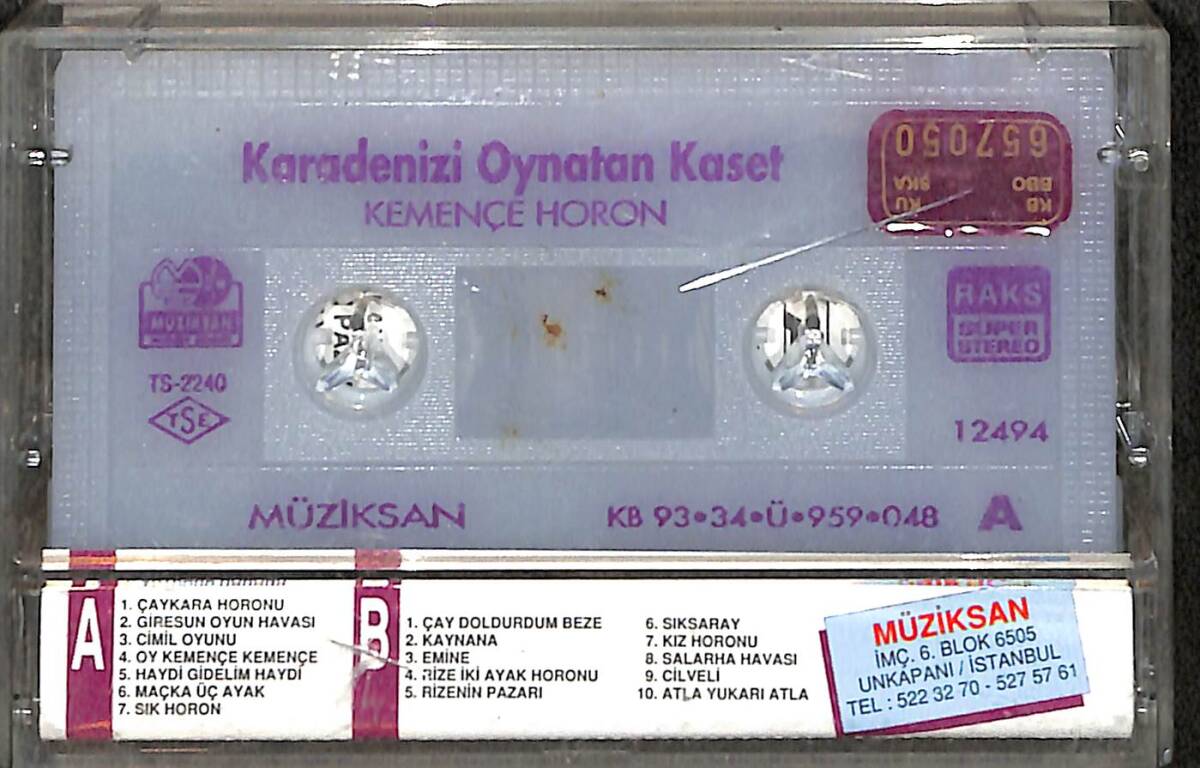 Karadenizi Oynatan Kaset
KEMENÇE HORON
657050
KB KÜ
BBO SKA
MÜZİKSAN
TS-2240
TSE
RAKS
SÜPER
STEREO
12494
MÜZİKSAN
KB 93•34•Ü•959•048
A
A
1. ÇAYKARA HORONU
2. GİRESUN OYUN HAVASI
3. CİMİL OYUNU
4. OY KEMENÇE KEMENÇE
5. HAYDİ GİDELİM HAYDİ
6. MAÇKA ÜÇ AYAK
7. SIK HORON
B
1. ÇAY DOLDURDUM BEZE
2. KAYNANA
3. EMİNE
4. RİZE İKİ AYAK HORONU
5. RİZENİN PAZARI
6. SIKSARAY
7. KIZ HORONU
8. SALARHA HAVASI
9. CİLVELİ
10. ATLA YUKARI ATLA
MÜZİKSAN
İMÇ. 6. BLOK 6505
UNKAPANI / İSTANBUL
TEL : 522 32 70 - 527 57 61